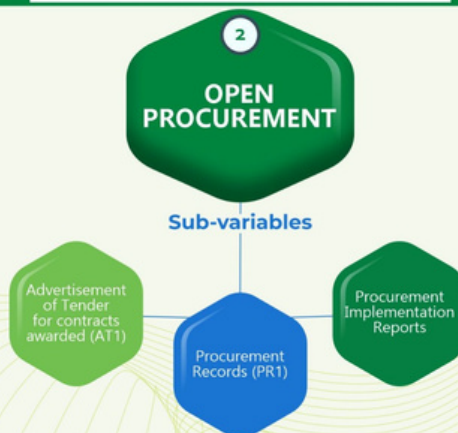 2
OPEN
PROCUREMENT
Sub-variables
Advertisement
of Tender
for contracts
awarded (AT1)
Procurement
Records (PR1)
Procurement
Implementation
Reports